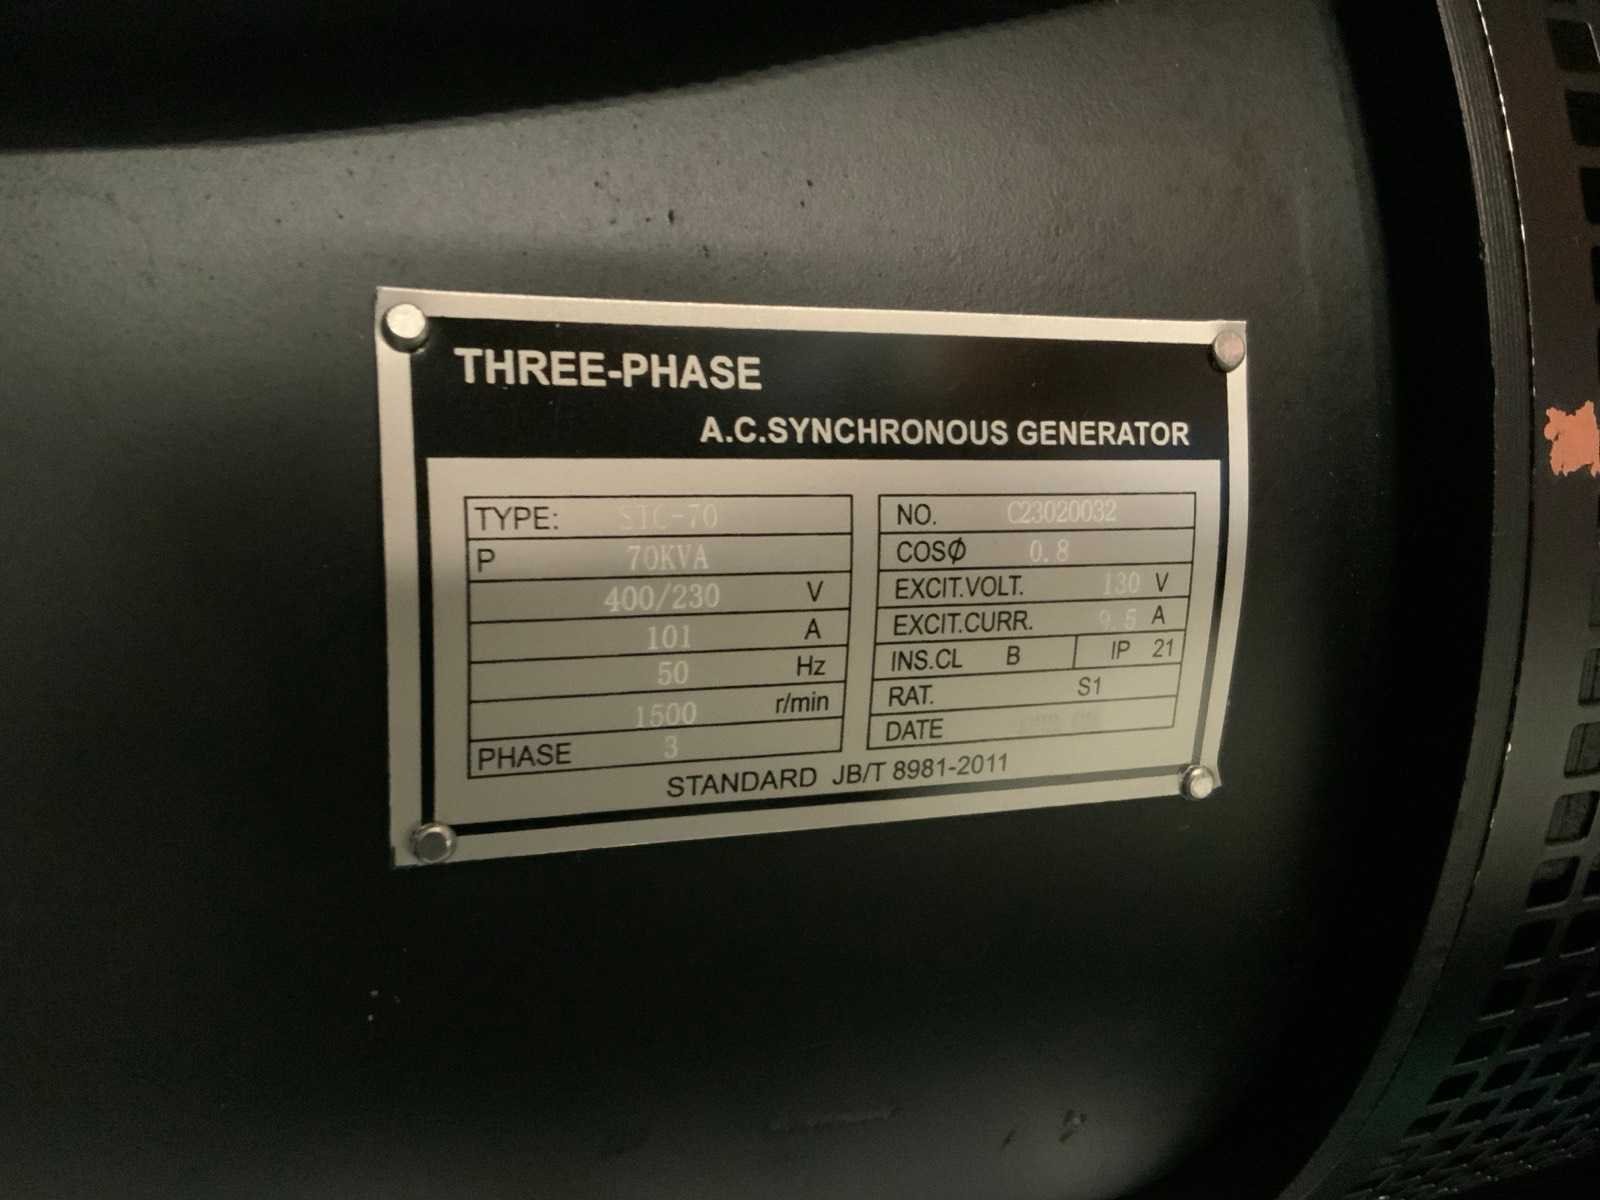 THREE-PHASE
A.C.SYNCHRONOUS GENERATOR
TYPE: STC-70
P 70KVA
400/230 V
101 A
50 Hz
1500 r/min
PHASE 3
NO. C23020032
COSØ 0.8
EXCIT.VOLT. 130 V
EXCIT.CURR. 9.5 A
INS.CL B IP 21
RAT. S1
DATE
STANDARD JB/T 8981-2011